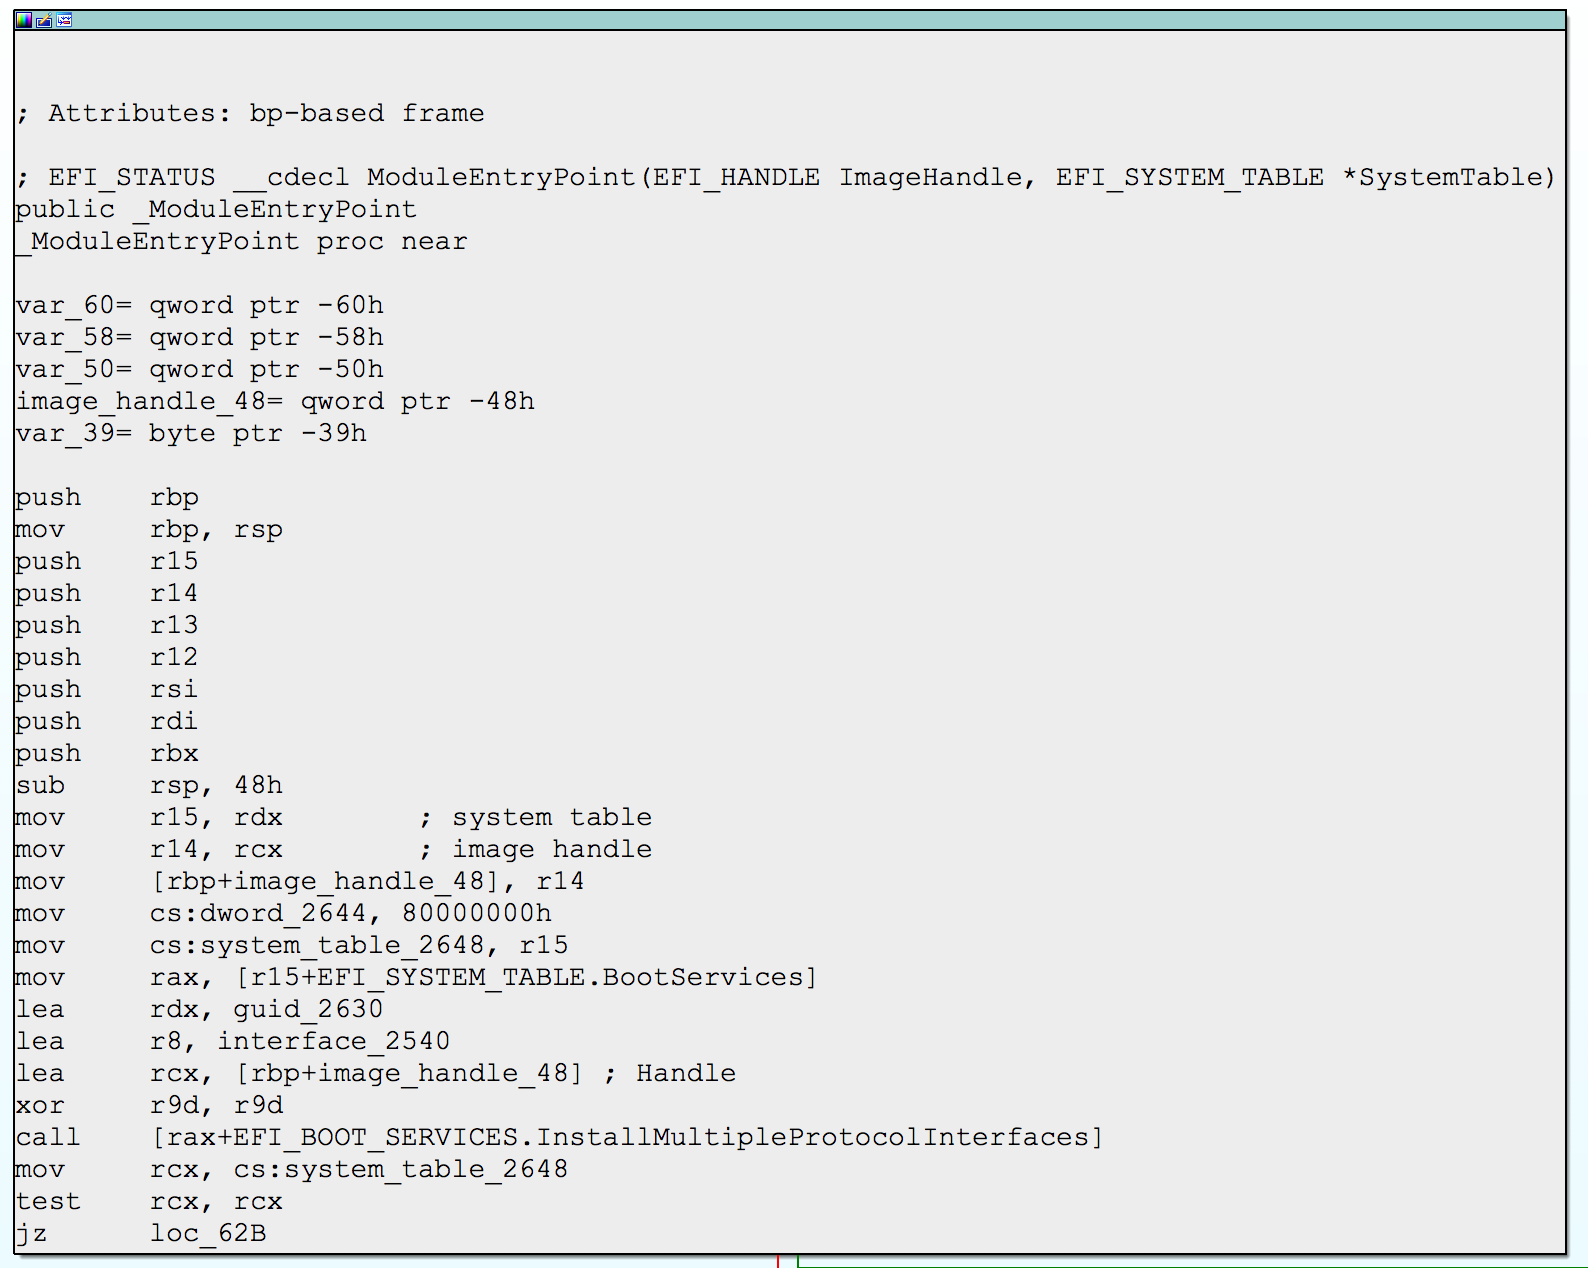 ; Attributes: bp-based frame
; EFI_STATUS __cdecl ModuleEntryPoint(EFI_HANDLE ImageHandle, EFI_SYSTEM_TABLE *SystemTable)
public _ModuleEntryPoint
_ModuleEntryPoint proc near
var_60= qword ptr -60h
var_58= qword ptr -58h
var_50= qword ptr -50h
image_handle_48= qword ptr -48h
var_39= byte ptr -39h
push    rbp
mov     rbp, rsp
push    r15
push    r14
push    r13
push    r12
push    rsi
push    rdi
push    rbx
sub     rsp, 48h
mov     r15, rdx        ; system table
mov     r14, rcx        ; image handle
mov     [rbp+image_handle_48], r14
mov     cs:dword_2644, 80000000h
mov     cs:system_table_2648, r15
mov     rax, [r15+EFI_SYSTEM_TABLE.BootServices]
lea     rdx, guid_2630
lea     r8, interface_2540
lea     rcx, [rbp+image_handle_48] ; Handle
xor     r9d, r9d
call    [rax+EFI_BOOT_SERVICES.InstallMultipleProtocolInterfaces]
mov     rcx, cs:system_table_2648
test    rcx, rcx
jz      loc_62B